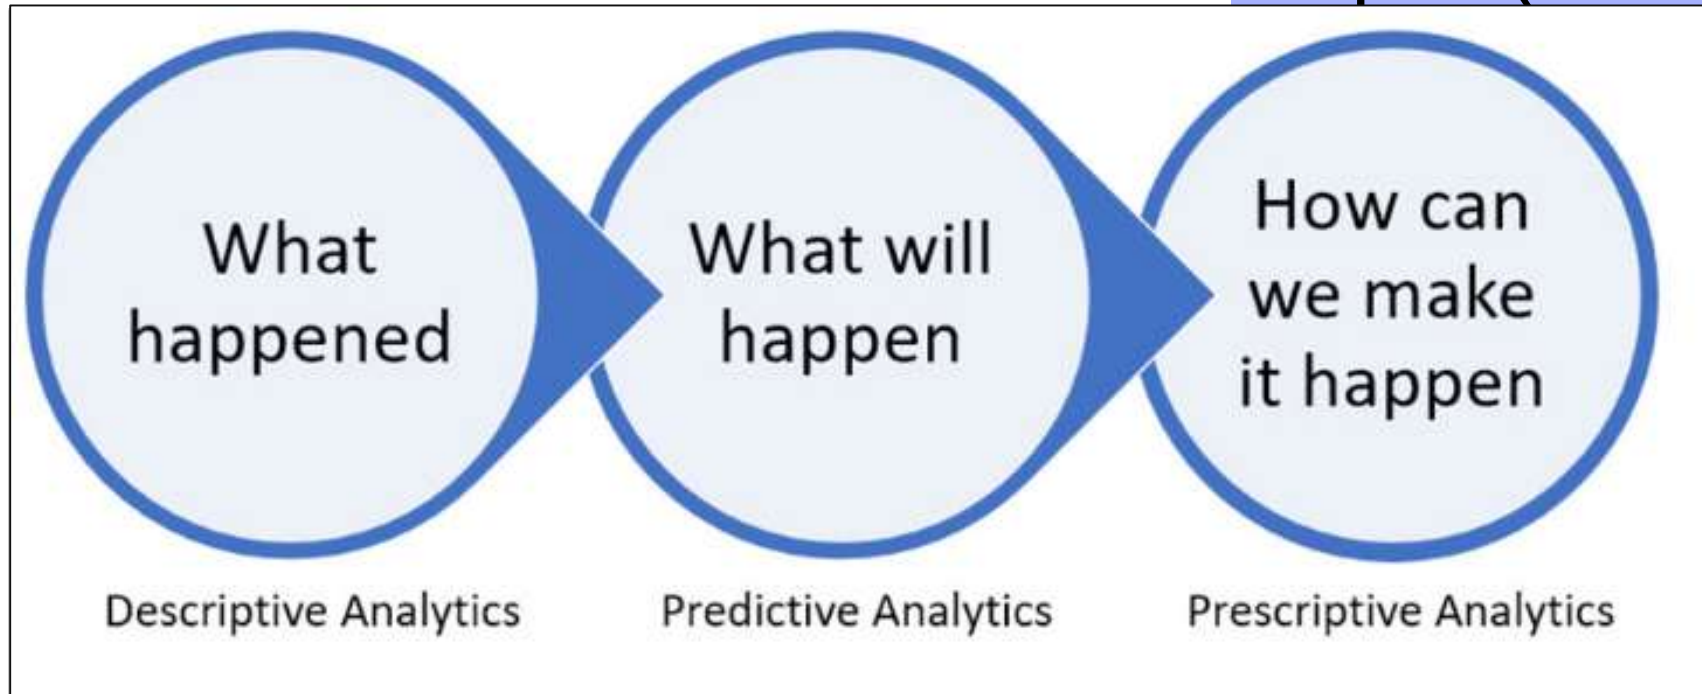 What
happened
What will
happen
How can
we make
it happen
Descriptive Analytics
Predictive Analytics
Prescriptive Analytics